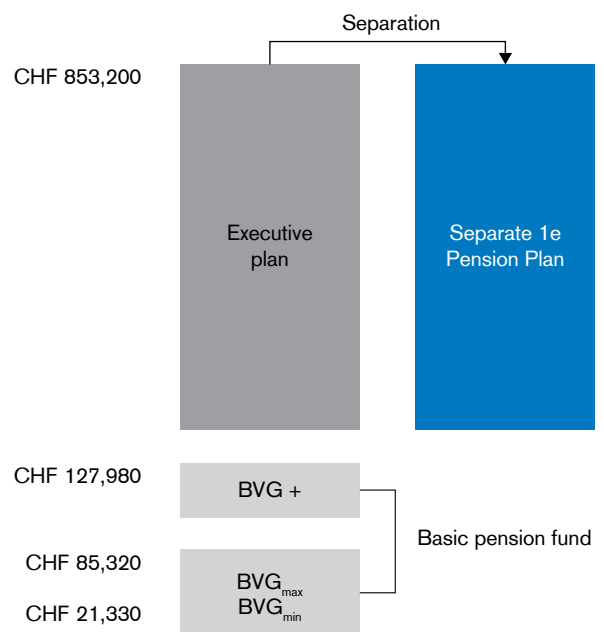 Separation
CHF 853,200
Executive
plan
Separate 1e
Pension Plan
CHF 127,980
BVG +
Basic pension fund
CHF 85,320
BVGmax
BVGmin
CHF 21,330